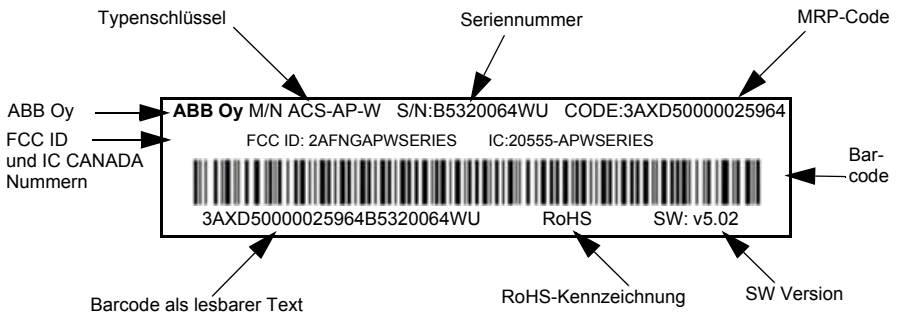 Typenschlüssel
Seriennummer
MRP-Code
ABB Oy
ABB Oy M/N ACS-AP-W S/N:B5320064WU CODE:3AXD50000025964
FCC ID
und IC CANADA
Nummern
FCC ID: 2AFNGAPWSERIES IC:20555-APWSERIES
Bar-
code
3AXD50000025964B5320064WU RoHS SW: v5.02
Barcode als lesbarer Text
RoHS-Kennzeichnung
SW Version